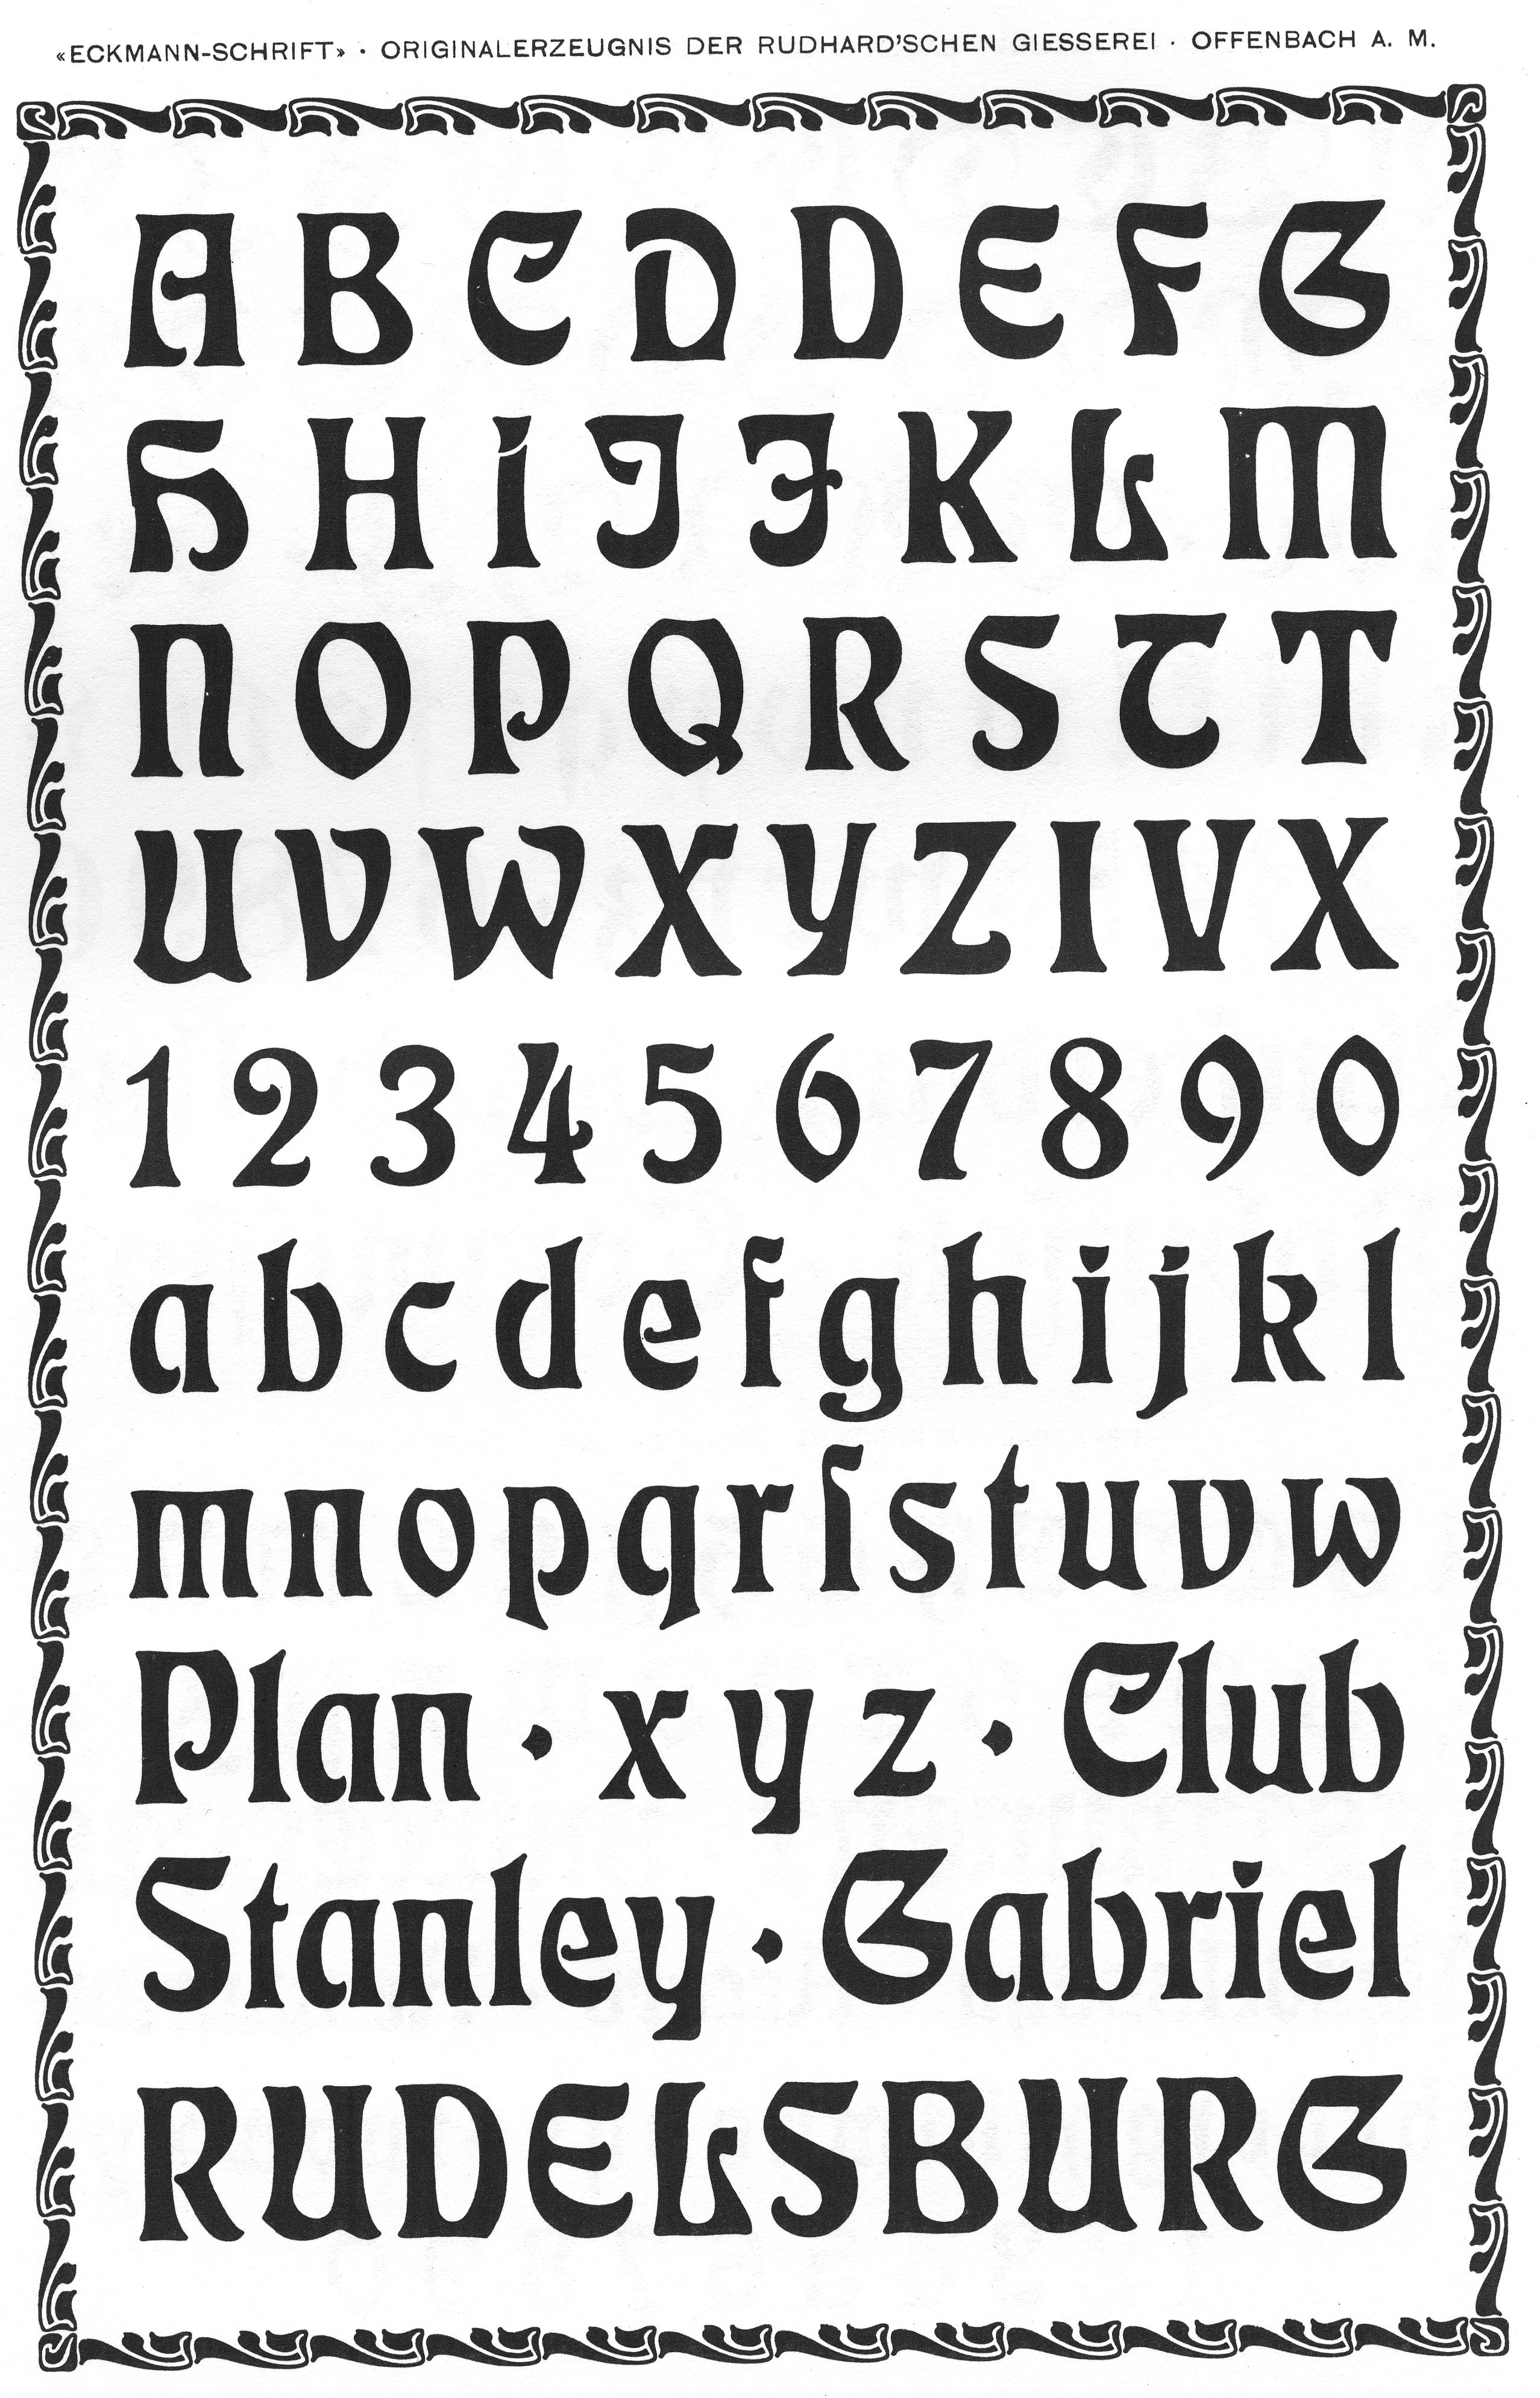 «ECKMANN-SCHRIFT» · ORIGINALERZEUGNIS DER RUDHARD'SCHEN GIESSEREI · OFFENBACH A. M.
A B C D D E F G
H H I J J K L M
N O P Q R S T T
U V W X Y Z I V X
1 2 3 4 5 6 7 8 9 0
a b c d e f g h i j k l
m n o p q r ſ s t u v w
Plan · x y z · Club
Stanley · Gabriel
RUDELSBURG